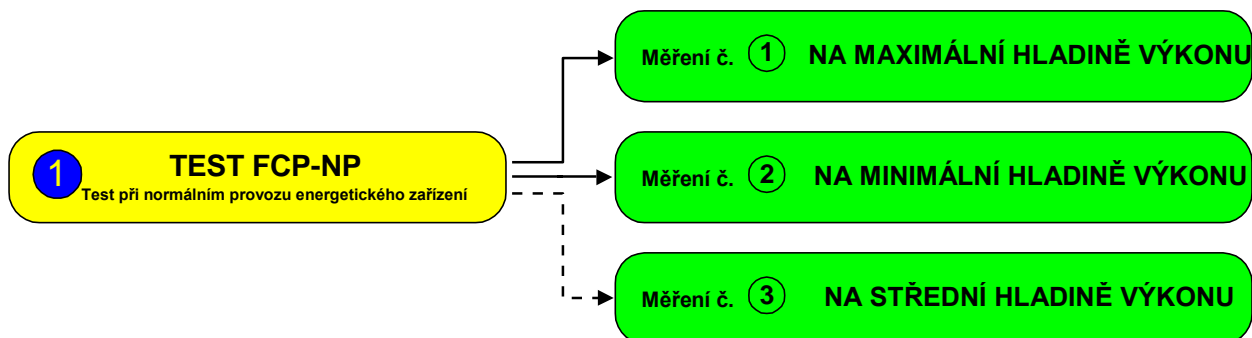 Měření č. 1 NA MAXIMÁLNÍ HLADINĚ VÝKONU
1 TEST FCP-NP
Test při normálním provozu energetického zařízení
Měření č. 2 NA MINIMÁLNÍ HLADINĚ VÝKONU
Měření č. 3 NA STŘEDNÍ HLADINĚ VÝKONU